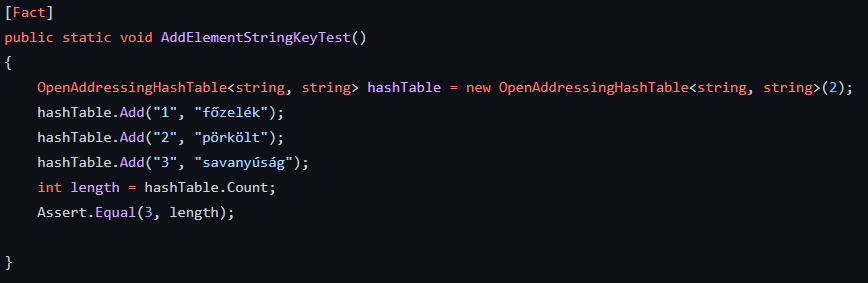 [Fact]
public static void AddElementStringKeyTest()
{
    OpenAddressingHashTable<string, string> hashTable = new OpenAddressingHashTable<string, string>(2);
    hashTable.Add("1", "főzelék");
    hashTable.Add("2", "pörkölt");
    hashTable.Add("3", "savanyúság");
    int length = hashTable.Count;
    Assert.Equal(3, length);
}